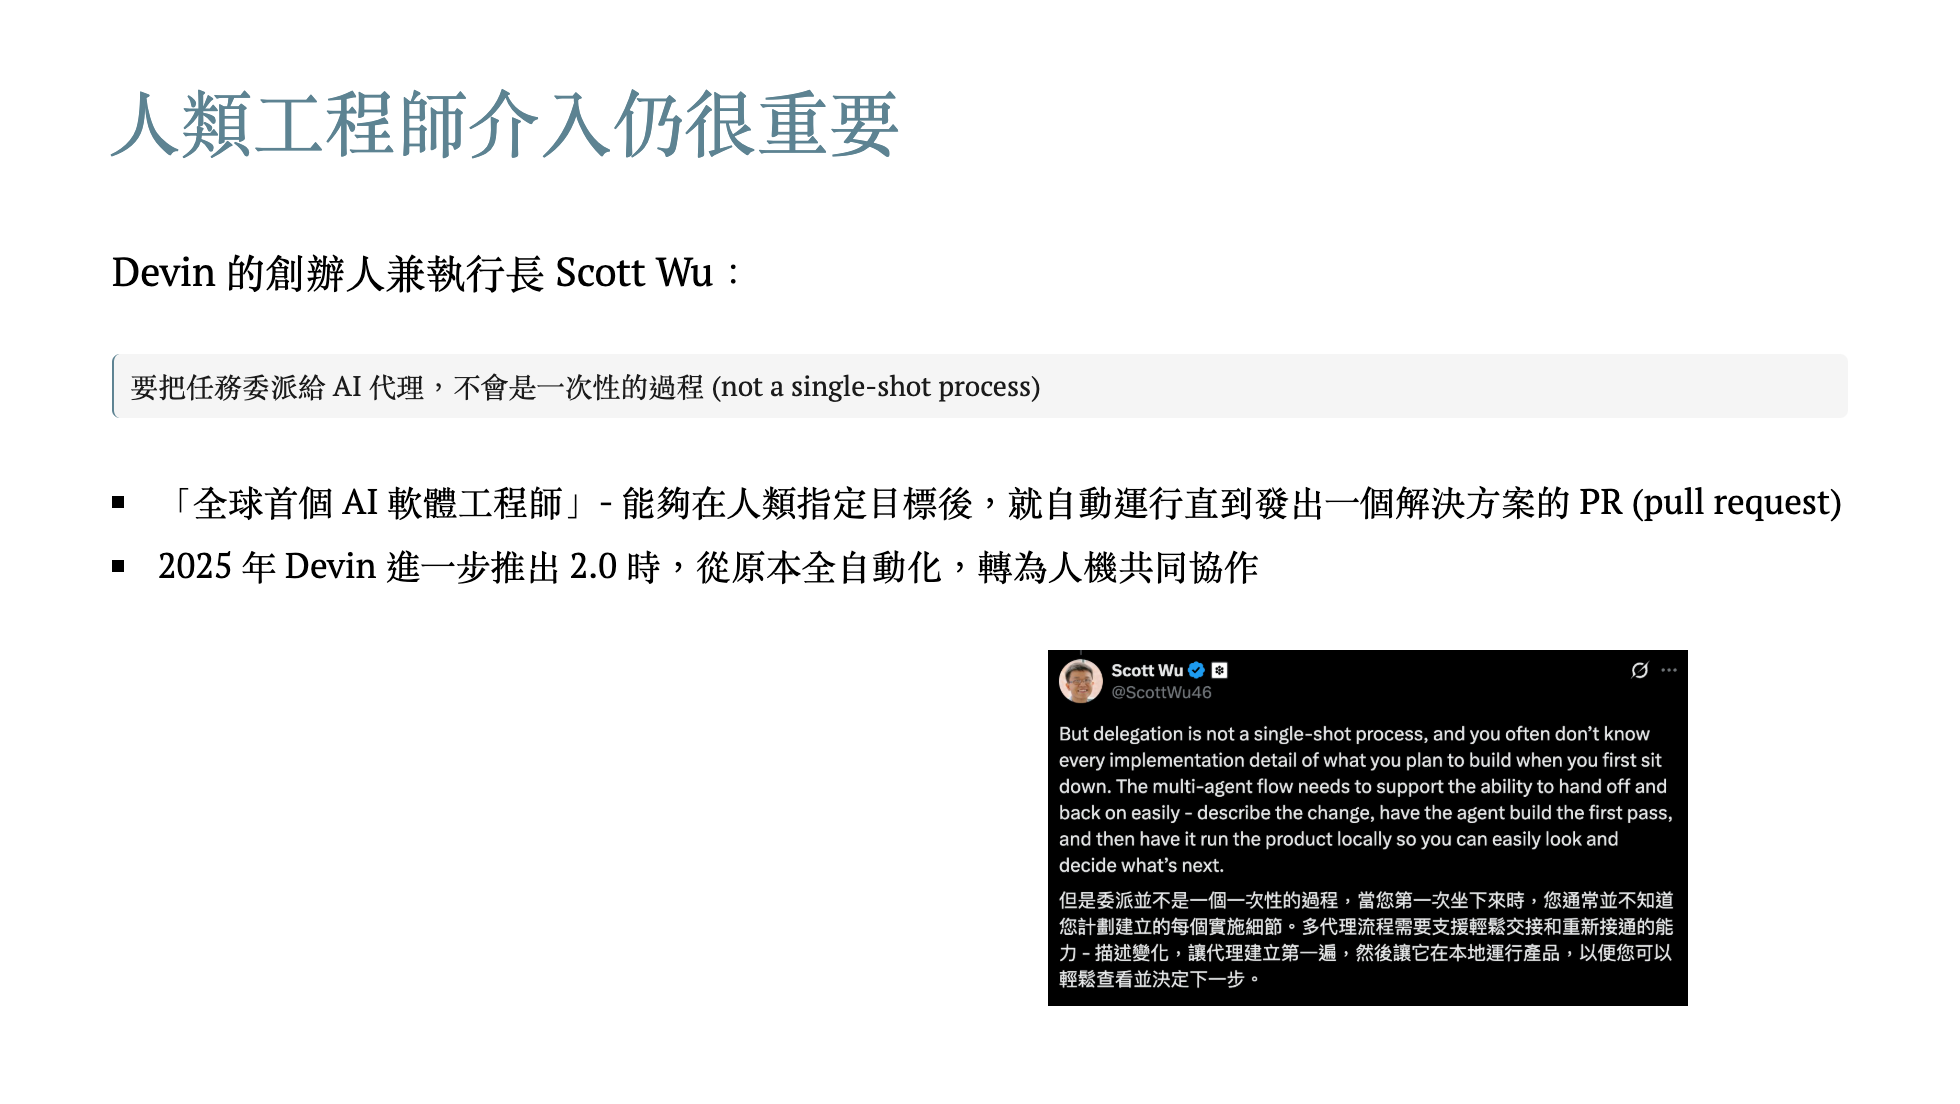 人類工程師介入仍很重要
Devin 的創辦人兼執行長 Scott Wu：
要把任務委派給 AI 代理，不會是一次性的過程 (not a single-shot process)
▪ 「全球首個 AI 軟體工程師」- 能夠在人類指定目標後，就自動運行直到發出一個解決方案的 PR (pull request)
▪ 2025 年 Devin 進一步推出 2.0 時，從原本全自動化，轉為人機共同協作
Scott Wu
@ScottWu46
But delegation is not a single-shot process, and you often don’t know
every implementation detail of what you plan to build when you first sit
down. The multi-agent flow needs to support the ability to hand off and
back on easily - describe the change, have the agent build the first pass,
and then have it run the product locally so you can easily look and
decide what’s next.
但是委派並不是一個一次性的過程，當您第一次坐下來時，您通常並不知道
您計劃建立的每個實施細節。多代理流程需要支援輕鬆交接和重新接通的能
力 - 描述變化，讓代理建立第一遍，然後讓它在本地運行產品，以便您可以
輕鬆查看並決定下一步。